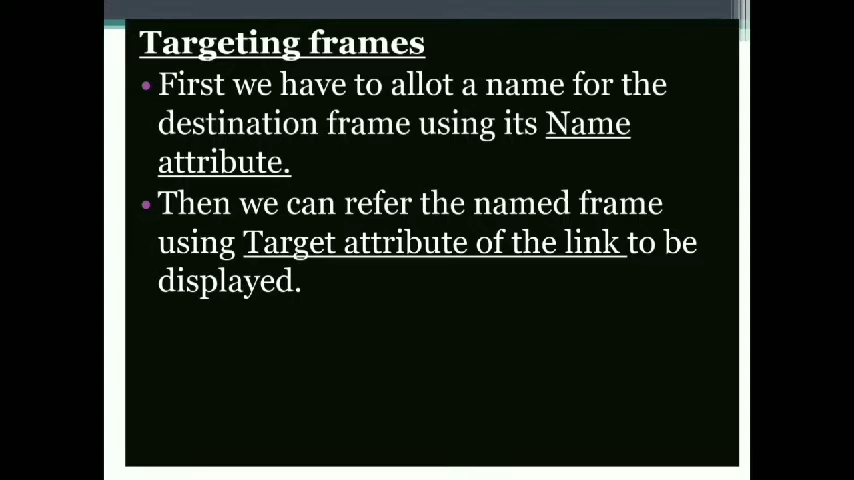 Targeting frames
• First we have to allot a name for the
destination frame using its Name
attribute.
• Then we can refer the named frame
using Target attribute of the link to be
displayed.